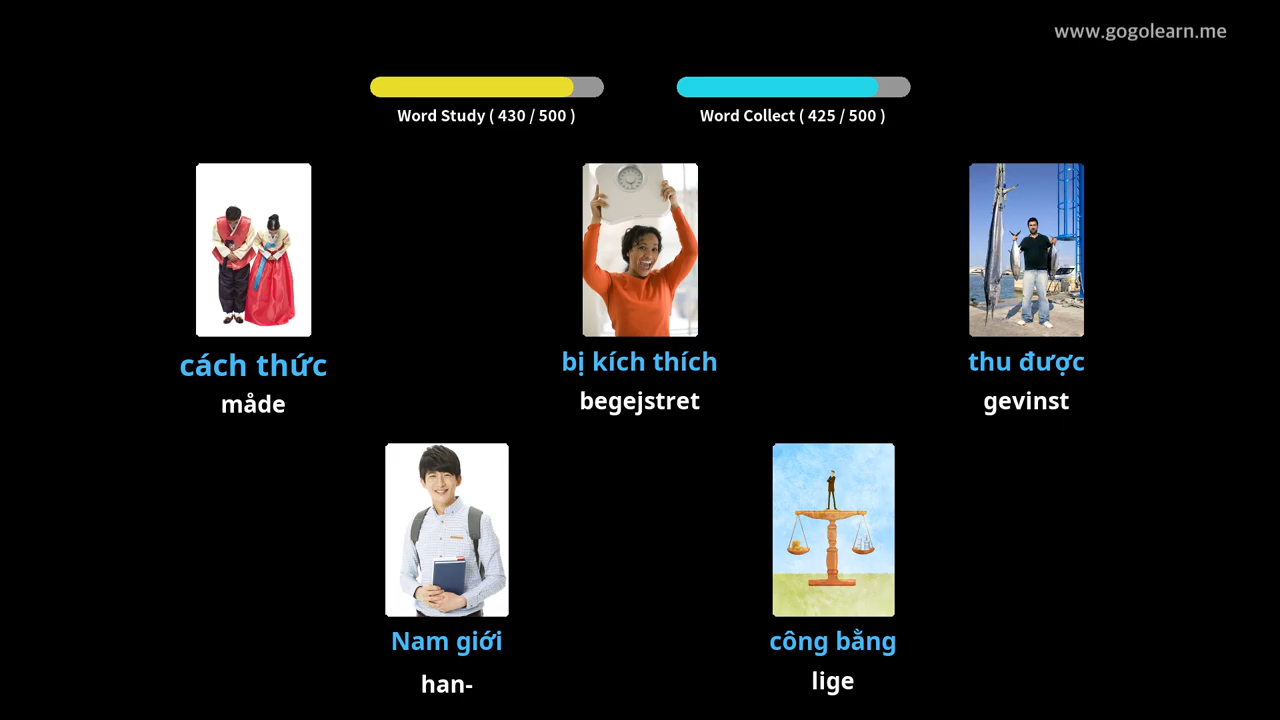 www.gogolearn.me
Word Study ( 430 / 500 )
Word Collect ( 425 / 500 )
cách thức
måde
bị kích thích
begejstret
thu được
gevinst
Nam giới
han-
công bằng
lige